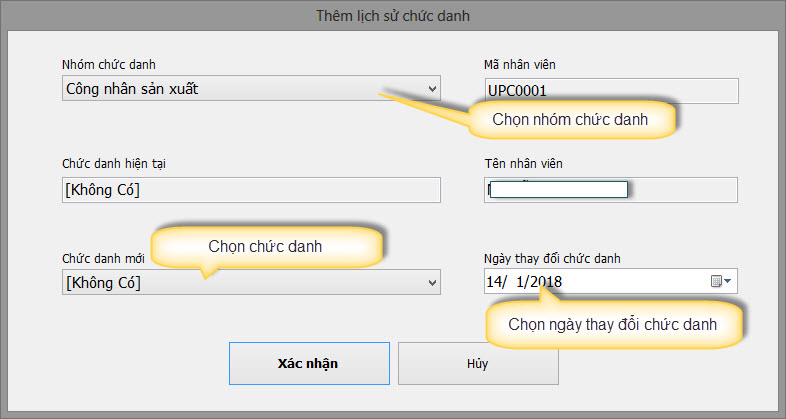 Thêm lịch sử chức danh
Nhóm chức danh
Mã nhân viên
Công nhân sản xuất
UPC0001
Chọn nhóm chức danh
Chức danh hiện tại
Tên nhân viên
[Không Có]
Chọn chức danh
Chức danh mới
Ngày thay đổi chức danh
[Không Có]
14/ 1/2018
Chọn ngày thay đổi chức danh
Xác nhận
Hủy